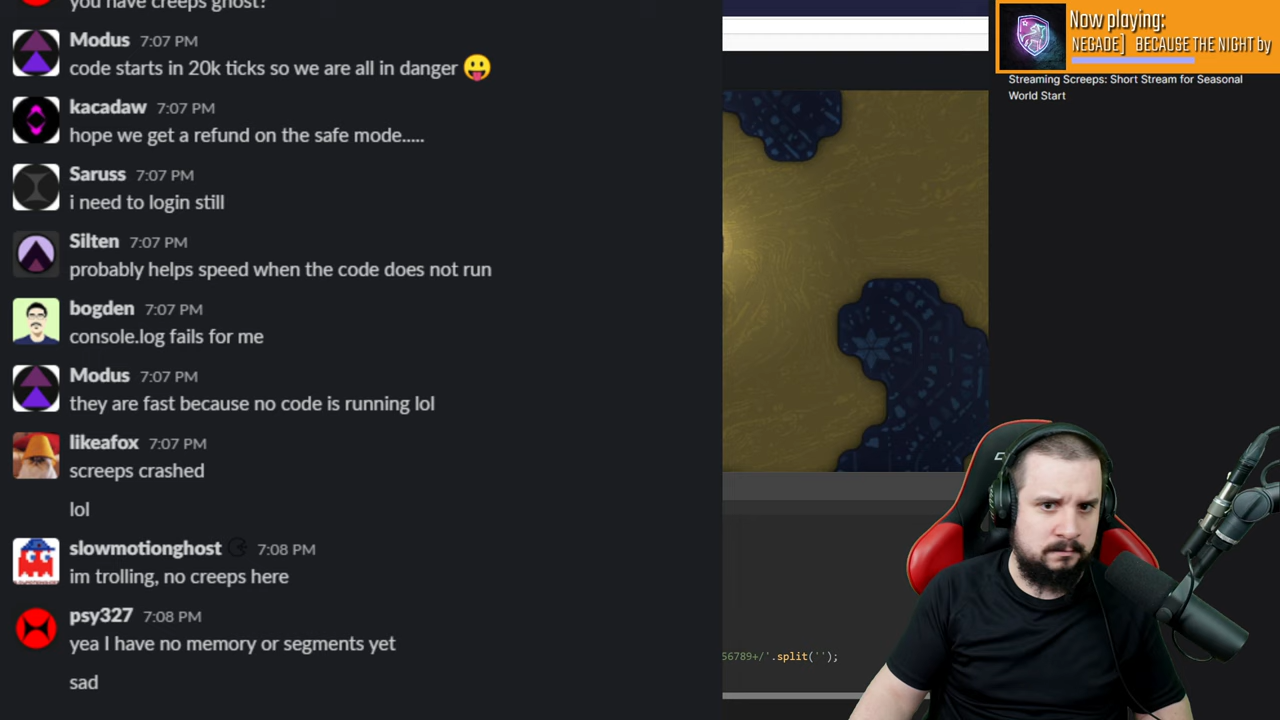 you have creeps ghost?
Modus 7:07 PM
code starts in 20k ticks so we are all in danger 😛
kacadaw 7:07 PM
hope we get a refund on the safe mode.....
Saruss 7:07 PM
i need to login still
Silten 7:07 PM
probably helps speed when the code does not run
bogden 7:07 PM
console.log fails for me
Modus 7:07 PM
they are fast because no code is running lol
likeafox 7:07 PM
screeps crashed
lol
slowmotionghost 7:08 PM
im trolling, no creeps here
psy327 7:08 PM
yea I have no memory or segments yet
sad
Now playing:
NEGADE] BECAUSE THE NIGHT by
Streaming Screeps: Short Stream for Seasonal
World Start
56789+/'.split('');